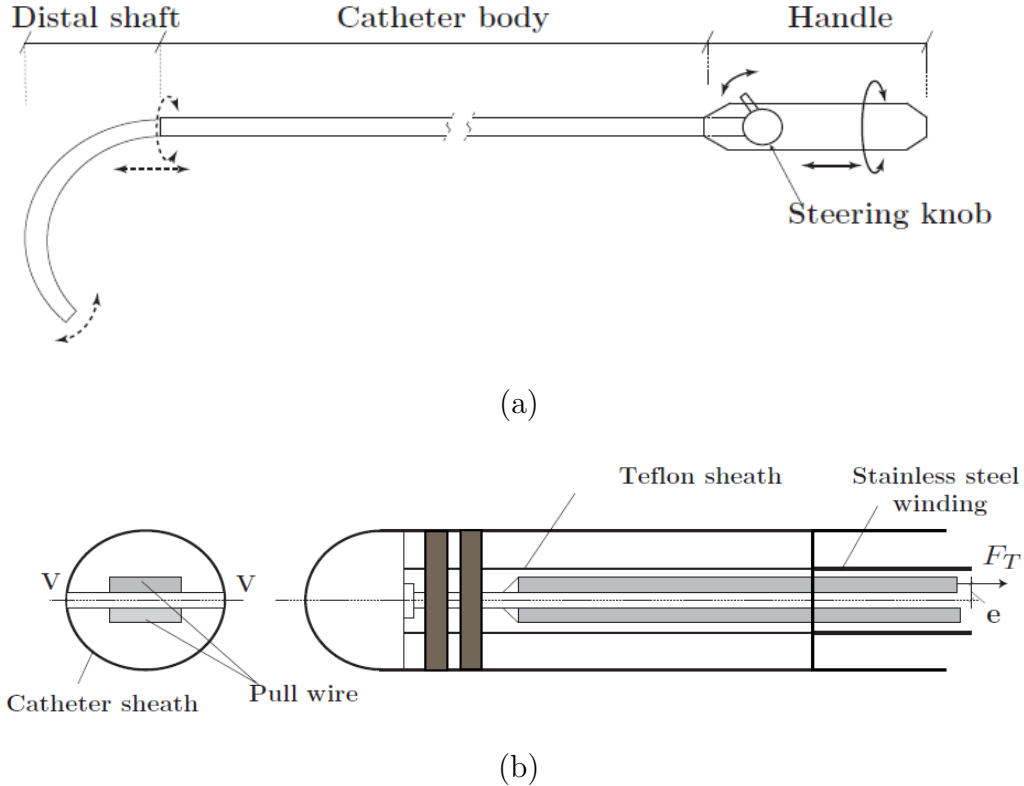 Distal shaft Catheter body Handle
Steering knob
(a)
Teflon sheath Stainless steel
winding
V V F_T
e
Catheter sheath Pull wire
(b)